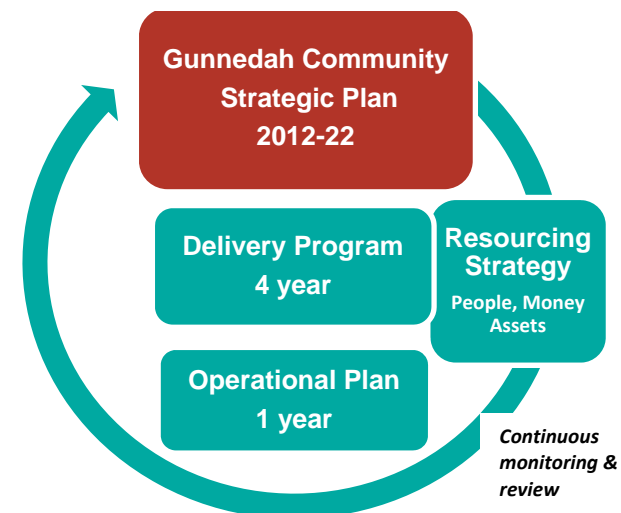 Gunnedah Community
Strategic Plan
2012-22
Delivery Program
4 year
Resourcing
Strategy
People, Money
Assets
Operational Plan
1 year
Continuous
monitoring &
review